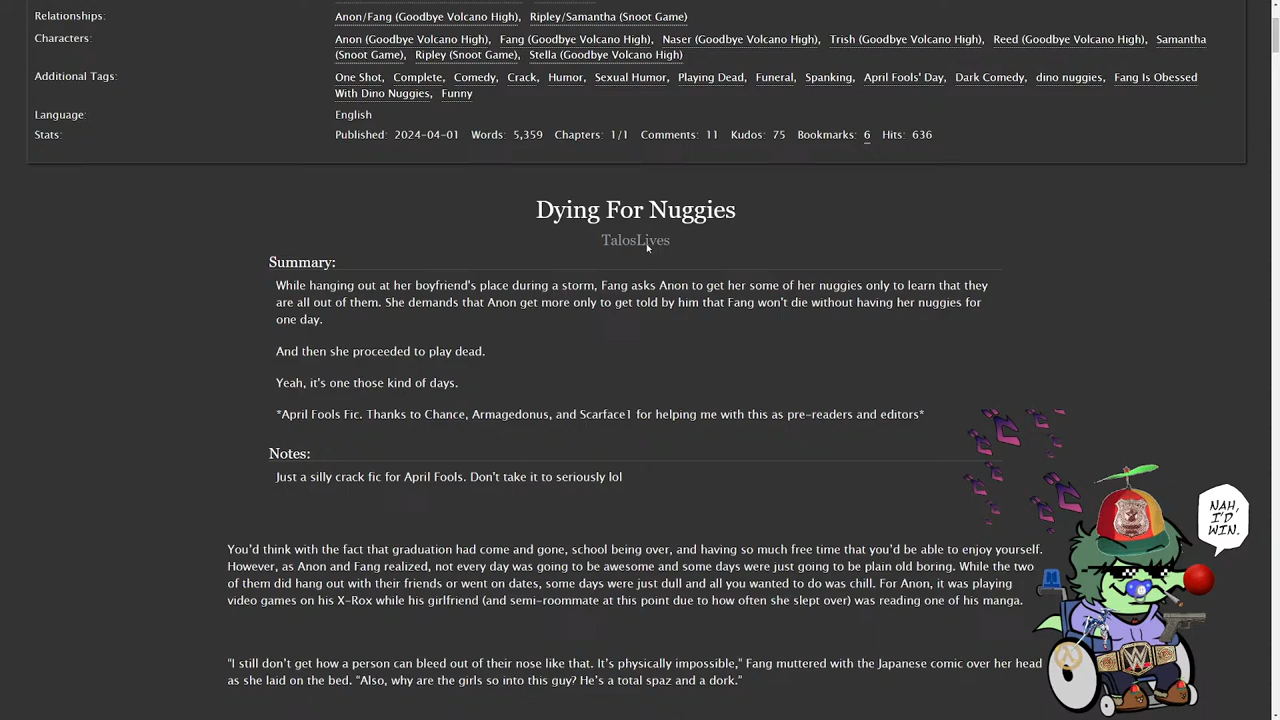 Relationships: Anon/Fang (Goodbye Volcano High), Ripley/Samantha (Snoot Game)
Characters: Anon (Goodbye Volcano High), Fang (Goodbye Volcano High), Naser (Goodbye Volcano High), Trish (Goodbye Volcano High), Reed (Goodbye Volcano High), Samantha
(Snoot Game), Ripley (Snoot Game), Stella (Goodbye Volcano High)
Additional Tags: One Shot, Complete, Comedy, Crack, Humor, Sexual Humor, Playing Dead, Funeral, Spanking, April Fools' Day, Dark Comedy, dino nuggies, Fang Is Obessed
With Dino Nuggies, Funny
Language: English
Stats: Published: 2024-04-01 Words: 5,359 Chapters: 1/1 Comments: 11 Kudos: 75 Bookmarks: 6 Hits: 636
Dying For Nuggies
TalosLives
Summary:
While hanging out at her boyfriend's place during a storm, Fang asks Anon to get her some of her nuggies only to learn that they
are all out of them. She demands that Anon get more only to get told by him that Fang won't die without having her nuggies for
one day.
And then she proceeded to play dead.
Yeah, it's one those kind of days.
*April Fools Fic. Thanks to Chance, Armagedonus, and Scarface1 for helping me with this as pre-readers and editors*
Notes:
Just a silly crack fic for April Fools. Don't take it to seriously lol
You'd think with the fact that graduation had come and gone, school being over, and having so much free time that you'd be able to enjoy yourself.
However, as Anon and Fang realized, not every day was going to be awesome and some days were just going to be plain old boring. While the two
of them did hang out with their friends or went on dates, some days were just dull and all you wanted to do was chill. For Anon, it was playing
video games on his X-Rox while his girlfriend (and semi-roommate at this point due to how often she slept over) was reading one of his manga.
NAH,
I'D
WIN.
"I still don't get how a person can bleed out of their nose like that. It's physically impossible," Fang muttered with the Japanese comic over her head
as she laid on the bed. "Also, why are the girls so into this guy? He's a total spaz and a dork."
W